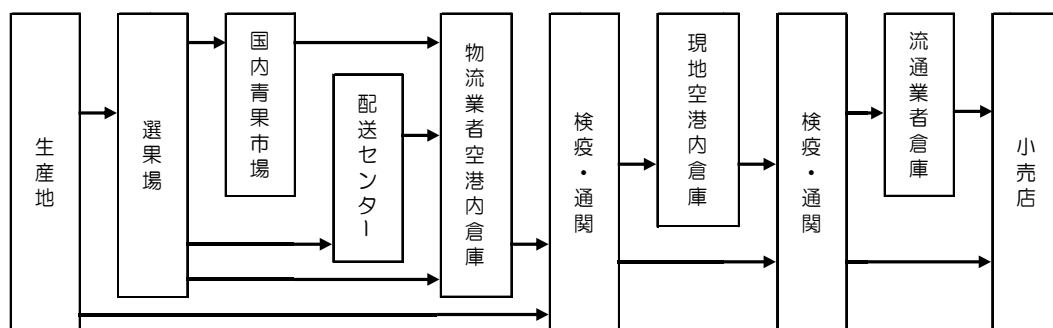 生産地
選果場
国内青果市場
配送センター
物流業者空港内倉庫
検疫・通関
現地空港内倉庫
検疫・通関
流通業者倉庫
小売店